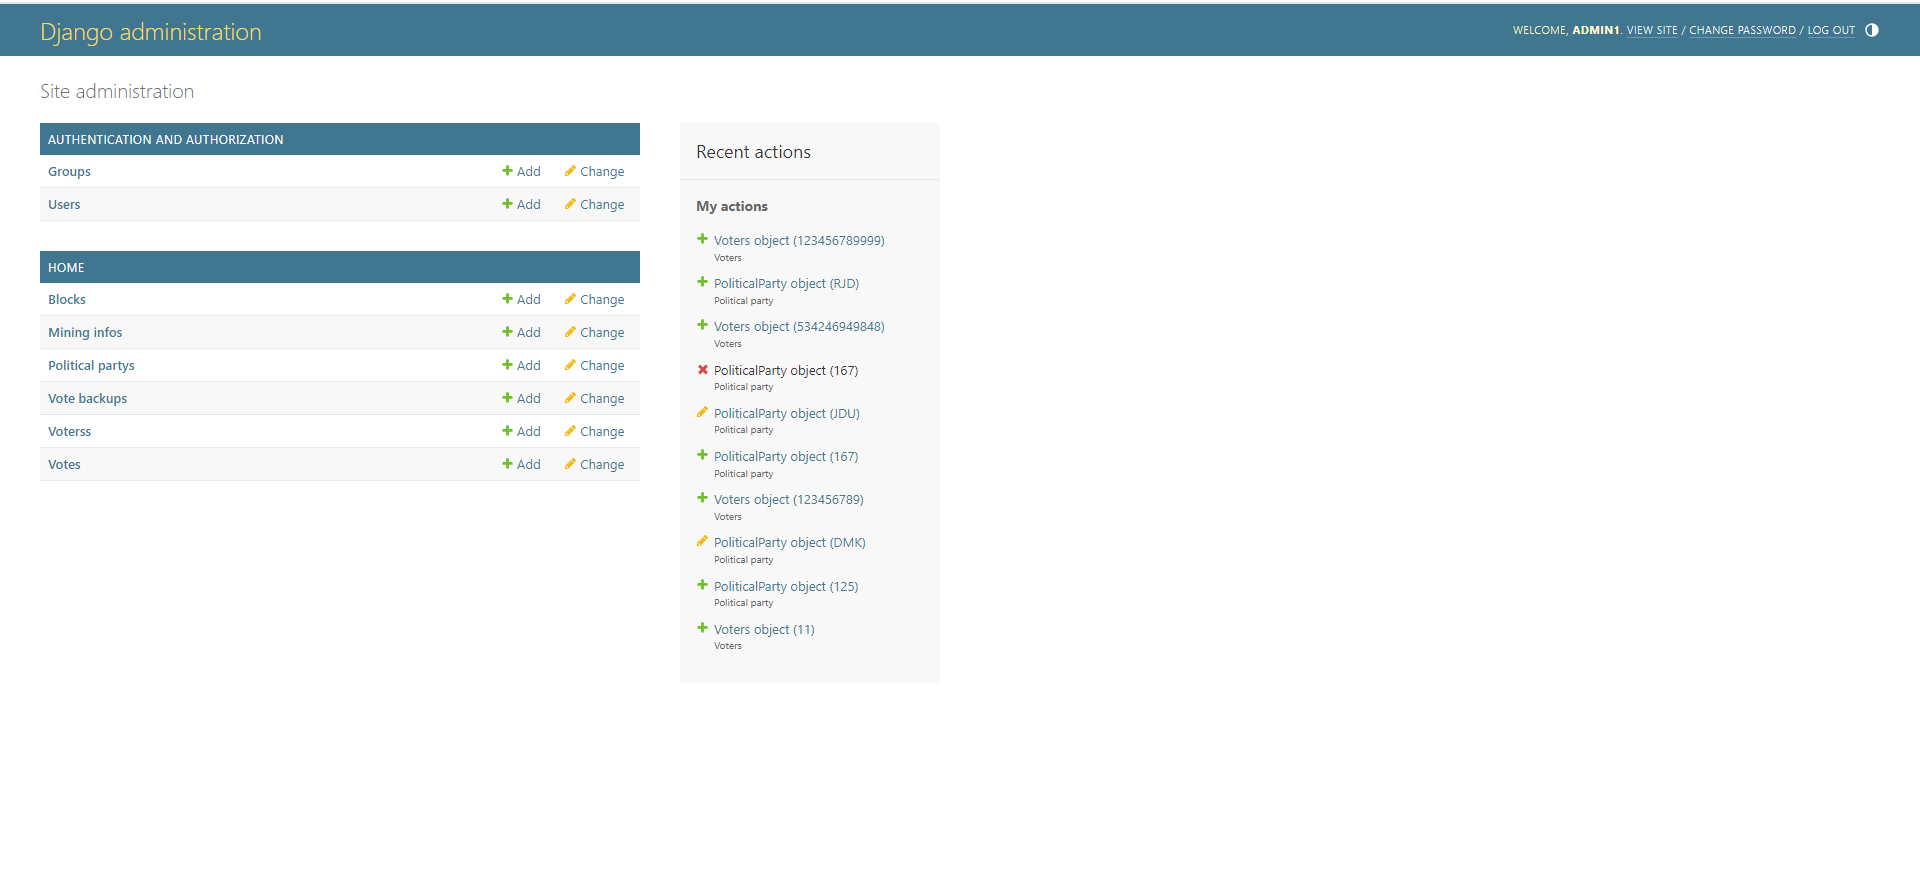 Django administration
WELCOME, ADMIN1. VIEW SITE / CHANGE PASSWORD / LOG OUT
Site administration
AUTHENTICATION AND AUTHORIZATION
Groups Add Change
Users Add Change
HOME
Blocks Add Change
Mining infos Add Change
Political partys Add Change
Vote backups Add Change
Voterss Add Change
Votes Add Change
Recent actions
My actions
Voters object (123456789999)
Voters
PoliticalParty object (RJD)
Political party
Voters object (534246949848)
Voters
PoliticalParty object (167)
Political party
PoliticalParty object (JDU)
Political party
PoliticalParty object (167)
Political party
Voters object (123456789)
Voters
PoliticalParty object (DMK)
Political party
PoliticalParty object (125)
Political party
Voters object (11)
Voters